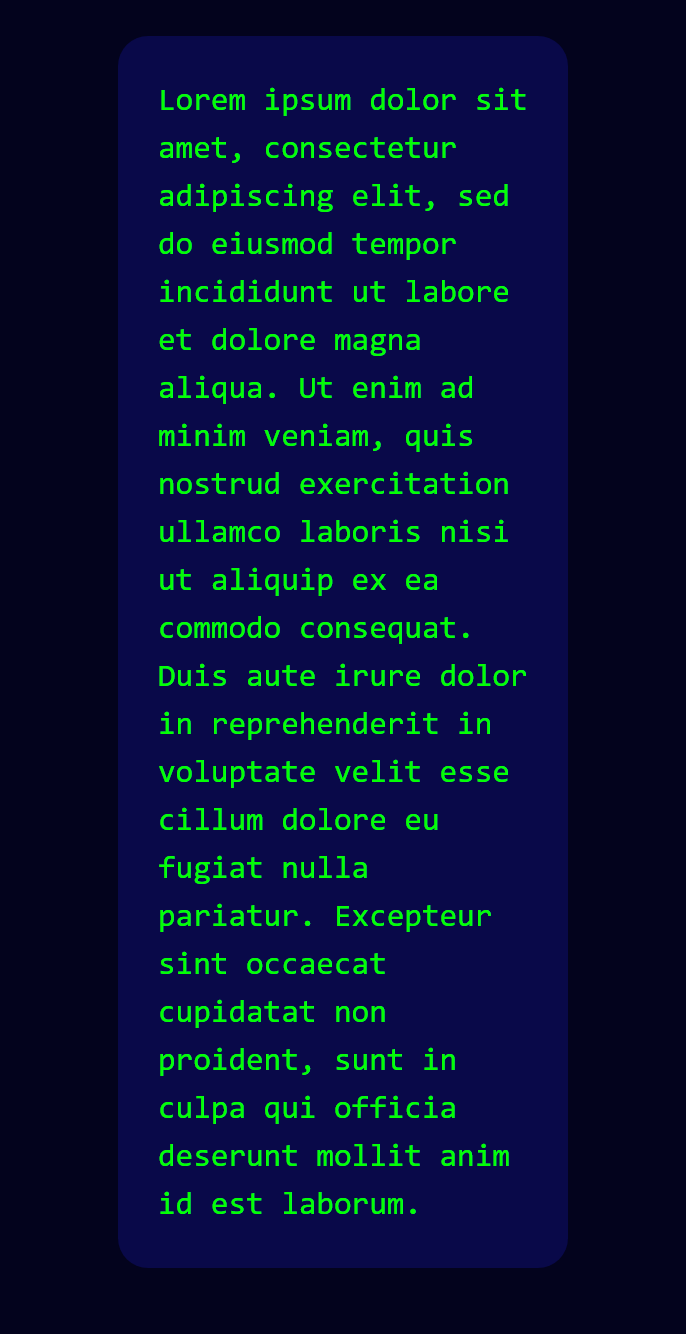 Lorem ipsum dolor sit
amet, consectetur
adipiscing elit, sed
do eiusmod tempor
incididunt ut labore
et dolore magna
aliqua. Ut enim ad
minim veniam, quis
nostrud exercitation
ullamco laboris nisi
ut aliquip ex ea
commodo consequat.
Duis aute irure dolor
in reprehenderit in
voluptate velit esse
cillum dolore eu
fugiat nulla
pariatur. Excepteur
sint occaecat
cupidatat non
proident, sunt in
culpa qui officia
deserunt mollit anim
id est laborum.